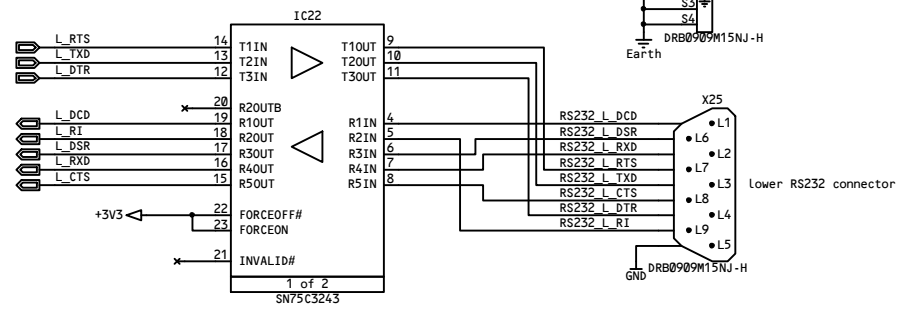 S3
S4
DRB0909M15NJ-H
Earth
IC22
L_RTS 14 T1IN T1OUT 9
L_TXD 13 T2IN T2OUT 10
L_DTR 12 T3IN T3OUT 11
X25
20 R2OUTB
L_DCD 19 R1OUT R1IN 4 RS232_L_DCD L1
L_RI 18 R2OUT R2IN 5 RS232_L_DSR L6
L_DSR 17 R3OUT R3IN 6 RS232_L_RXD L2
L_RXD 16 R4OUT R4IN 7 RS232_L_RTS L7
L_CTS 15 R5OUT R5IN 8 RS232_L_TXD L3 lower RS232 connector
RS232_L_CTS L8
+3V3 22 FORCEOFF# RS232_L_DTR L4
23 FORCEON RS232_L_RI L9
L5
21 INVALID#
GND DRB0909M15NJ-H
1 of 2
SN75C3243